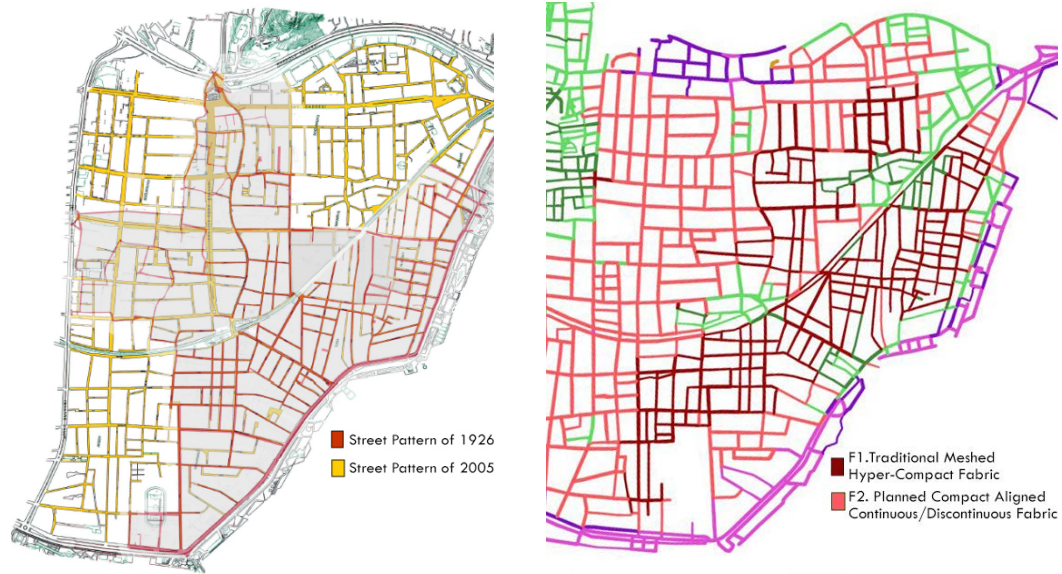 Street Pattern of 1926
Street Pattern of 2005
F1.Traditional Meshed
Hyper-Compact Fabric
F2. Planned Compact Aligned
Continuous/Discontinuous Fabric